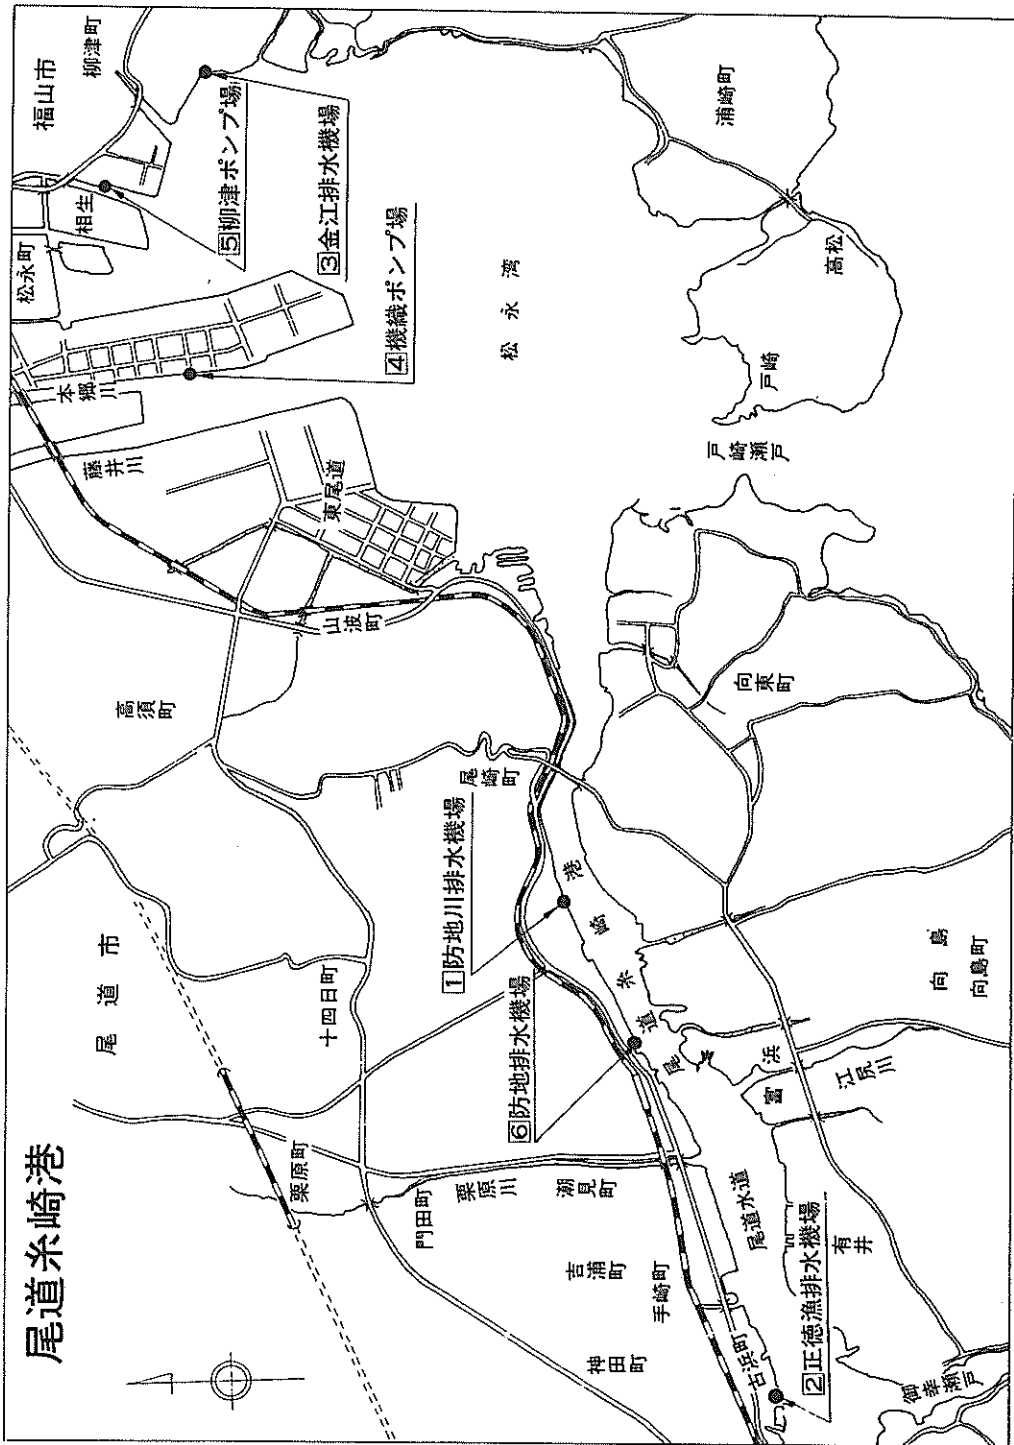 尾道糸崎港
福山市
柳津町
松永町
相生
⑤柳津ポンプ場
③金江排水機場
④機織ポンプ場
本郷川
藤井川
東尾道
松永湾
浦崎町
高松
戸崎
戸崎瀬戸
山波町
高須町
尾崎町
向東町
尾道市
十四日町
①防地川排水機場
⑥防地排水機場
尾道糸崎港
向島
向島町
富浜
江尻川
栗原町
門田町
栗原川
潮見町
吉浦町
手崎町
神田町
尾道水道
有井
古浜町
②正徳漁排水機場
御幸瀬戸